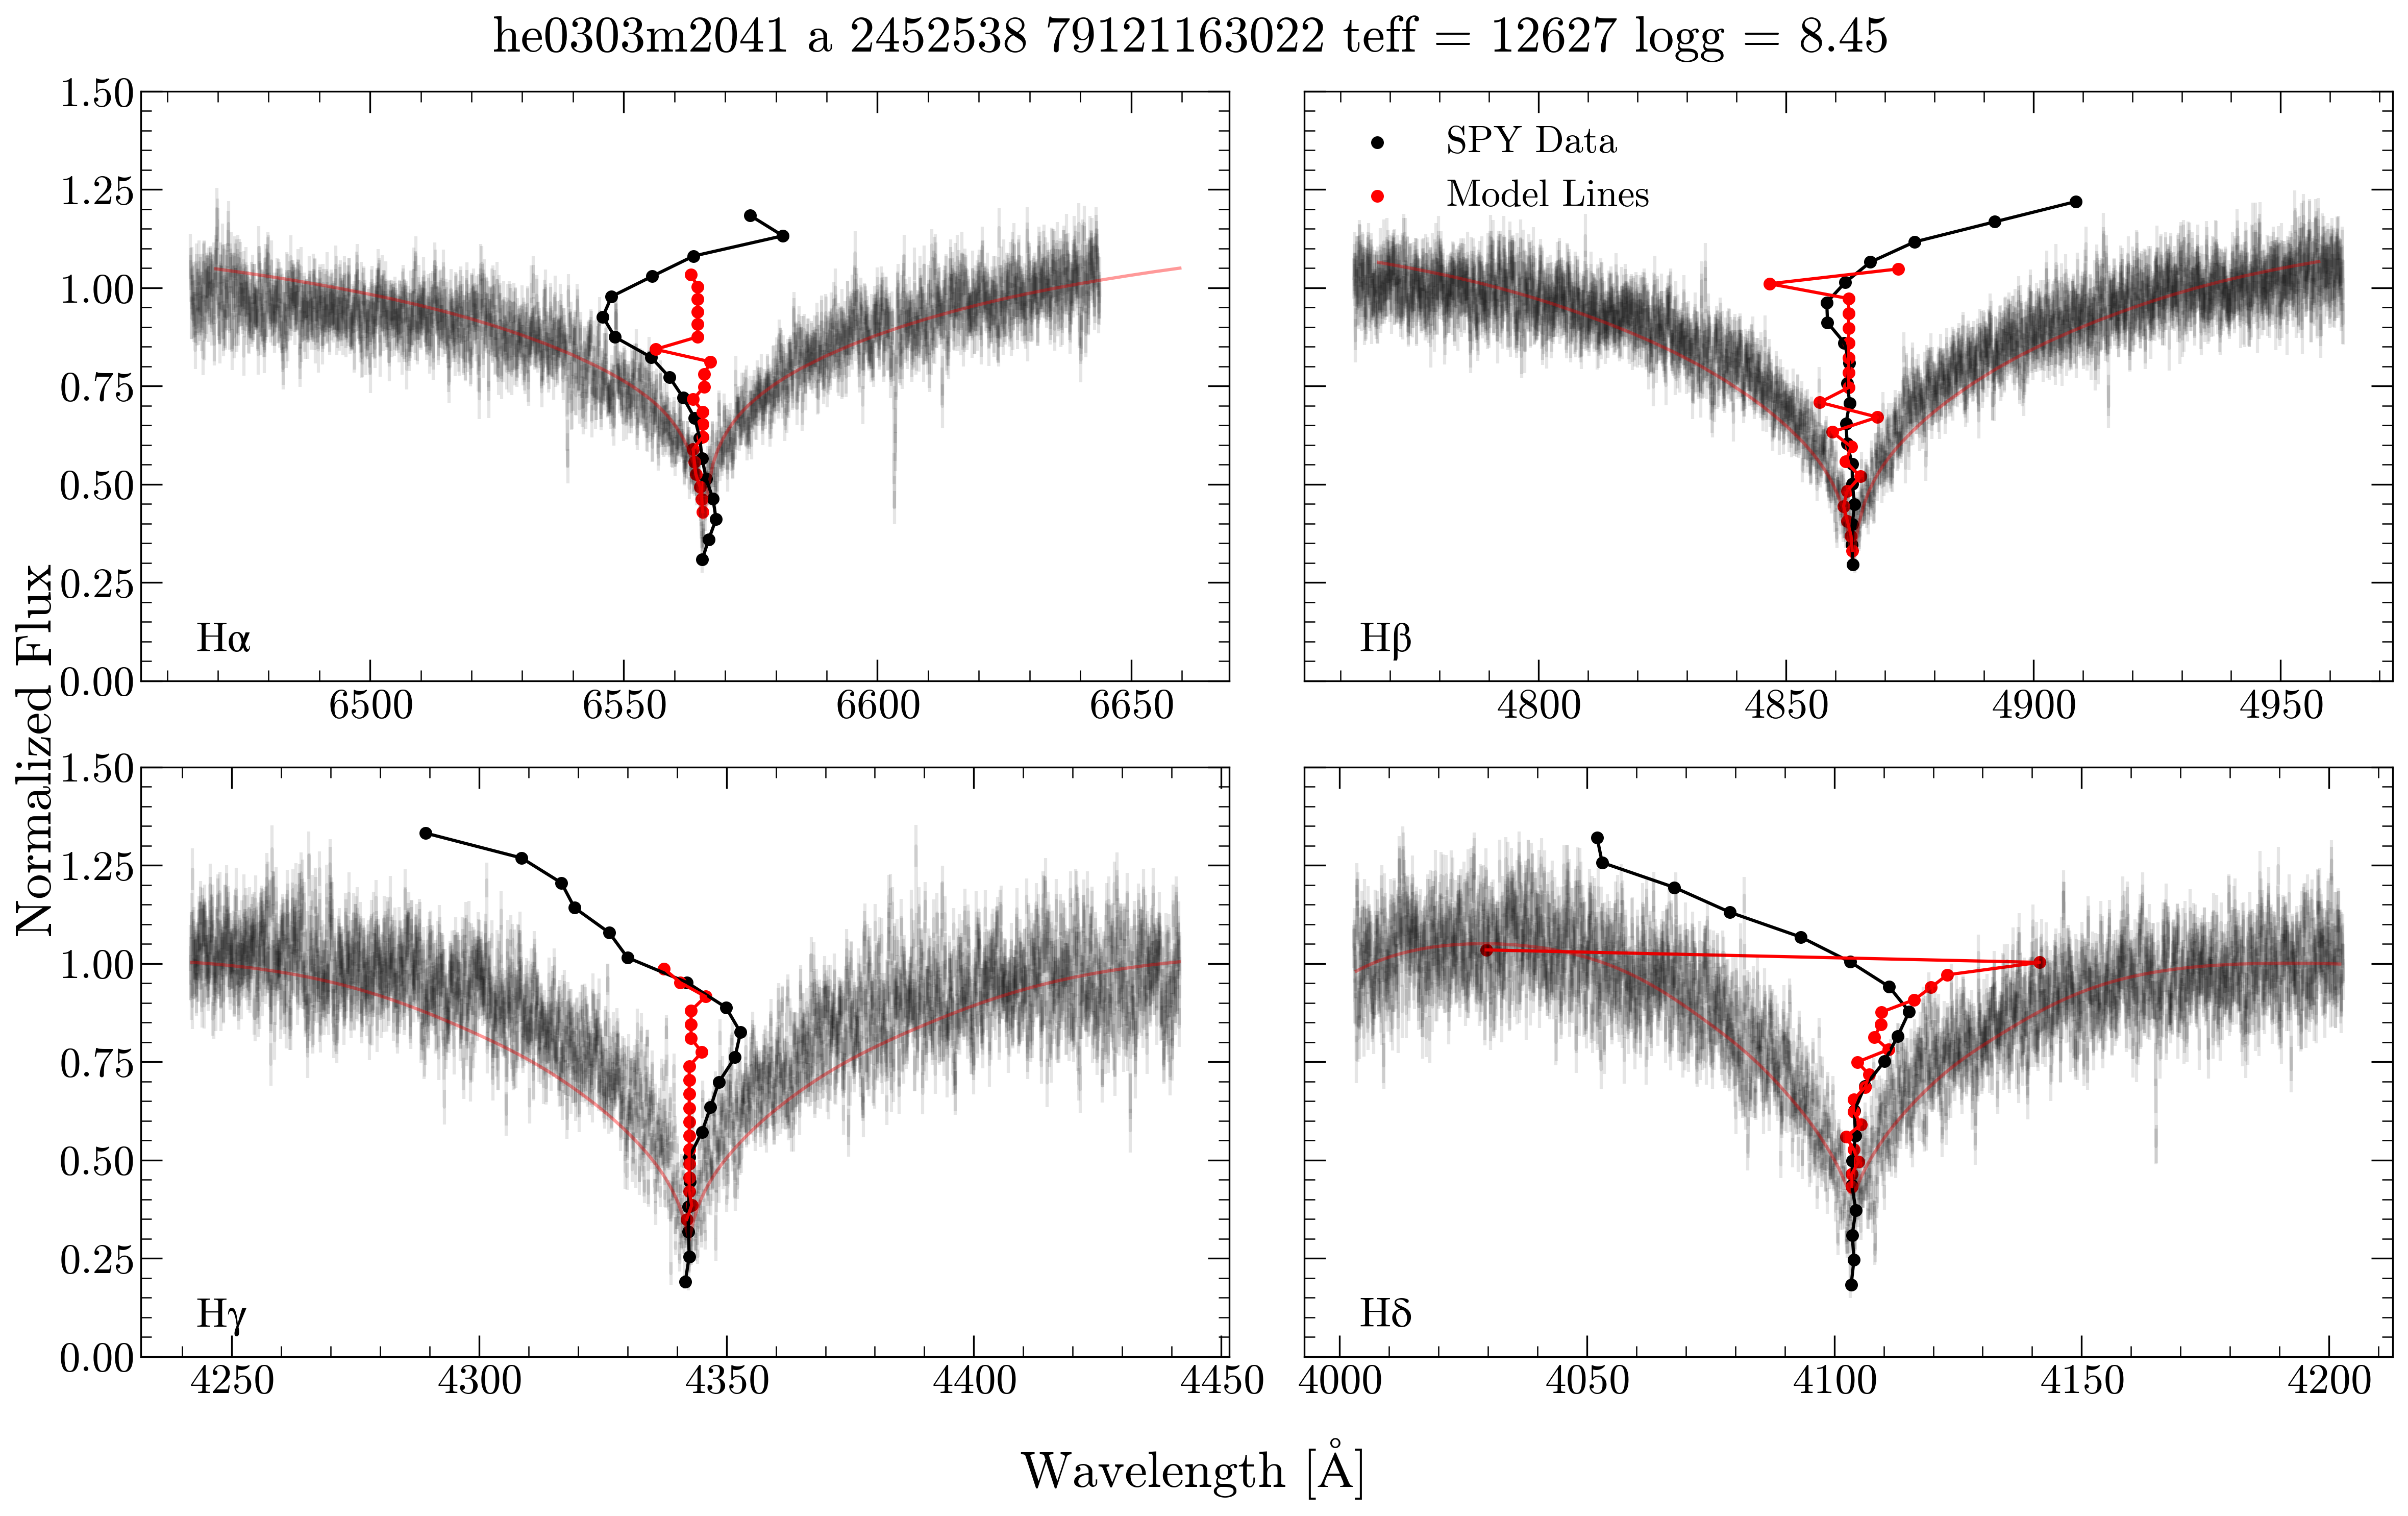 he0303m2041 a 2452538 79121163022 teff = 12627 logg = 8.45
1.50
1.25
1.00
0.75
0.50
0.25
0.00
Hα
6500 6550 6600 6650
SPY Data
Model Lines
Hβ
4800 4850 4900 4950
Normalized Flux
1.50
1.25
1.00
0.75
0.50
0.25
0.00
Hγ
4250 4300 4350 4400 4450
Hδ
4000 4050 4100 4150 4200
Wavelength [Å]